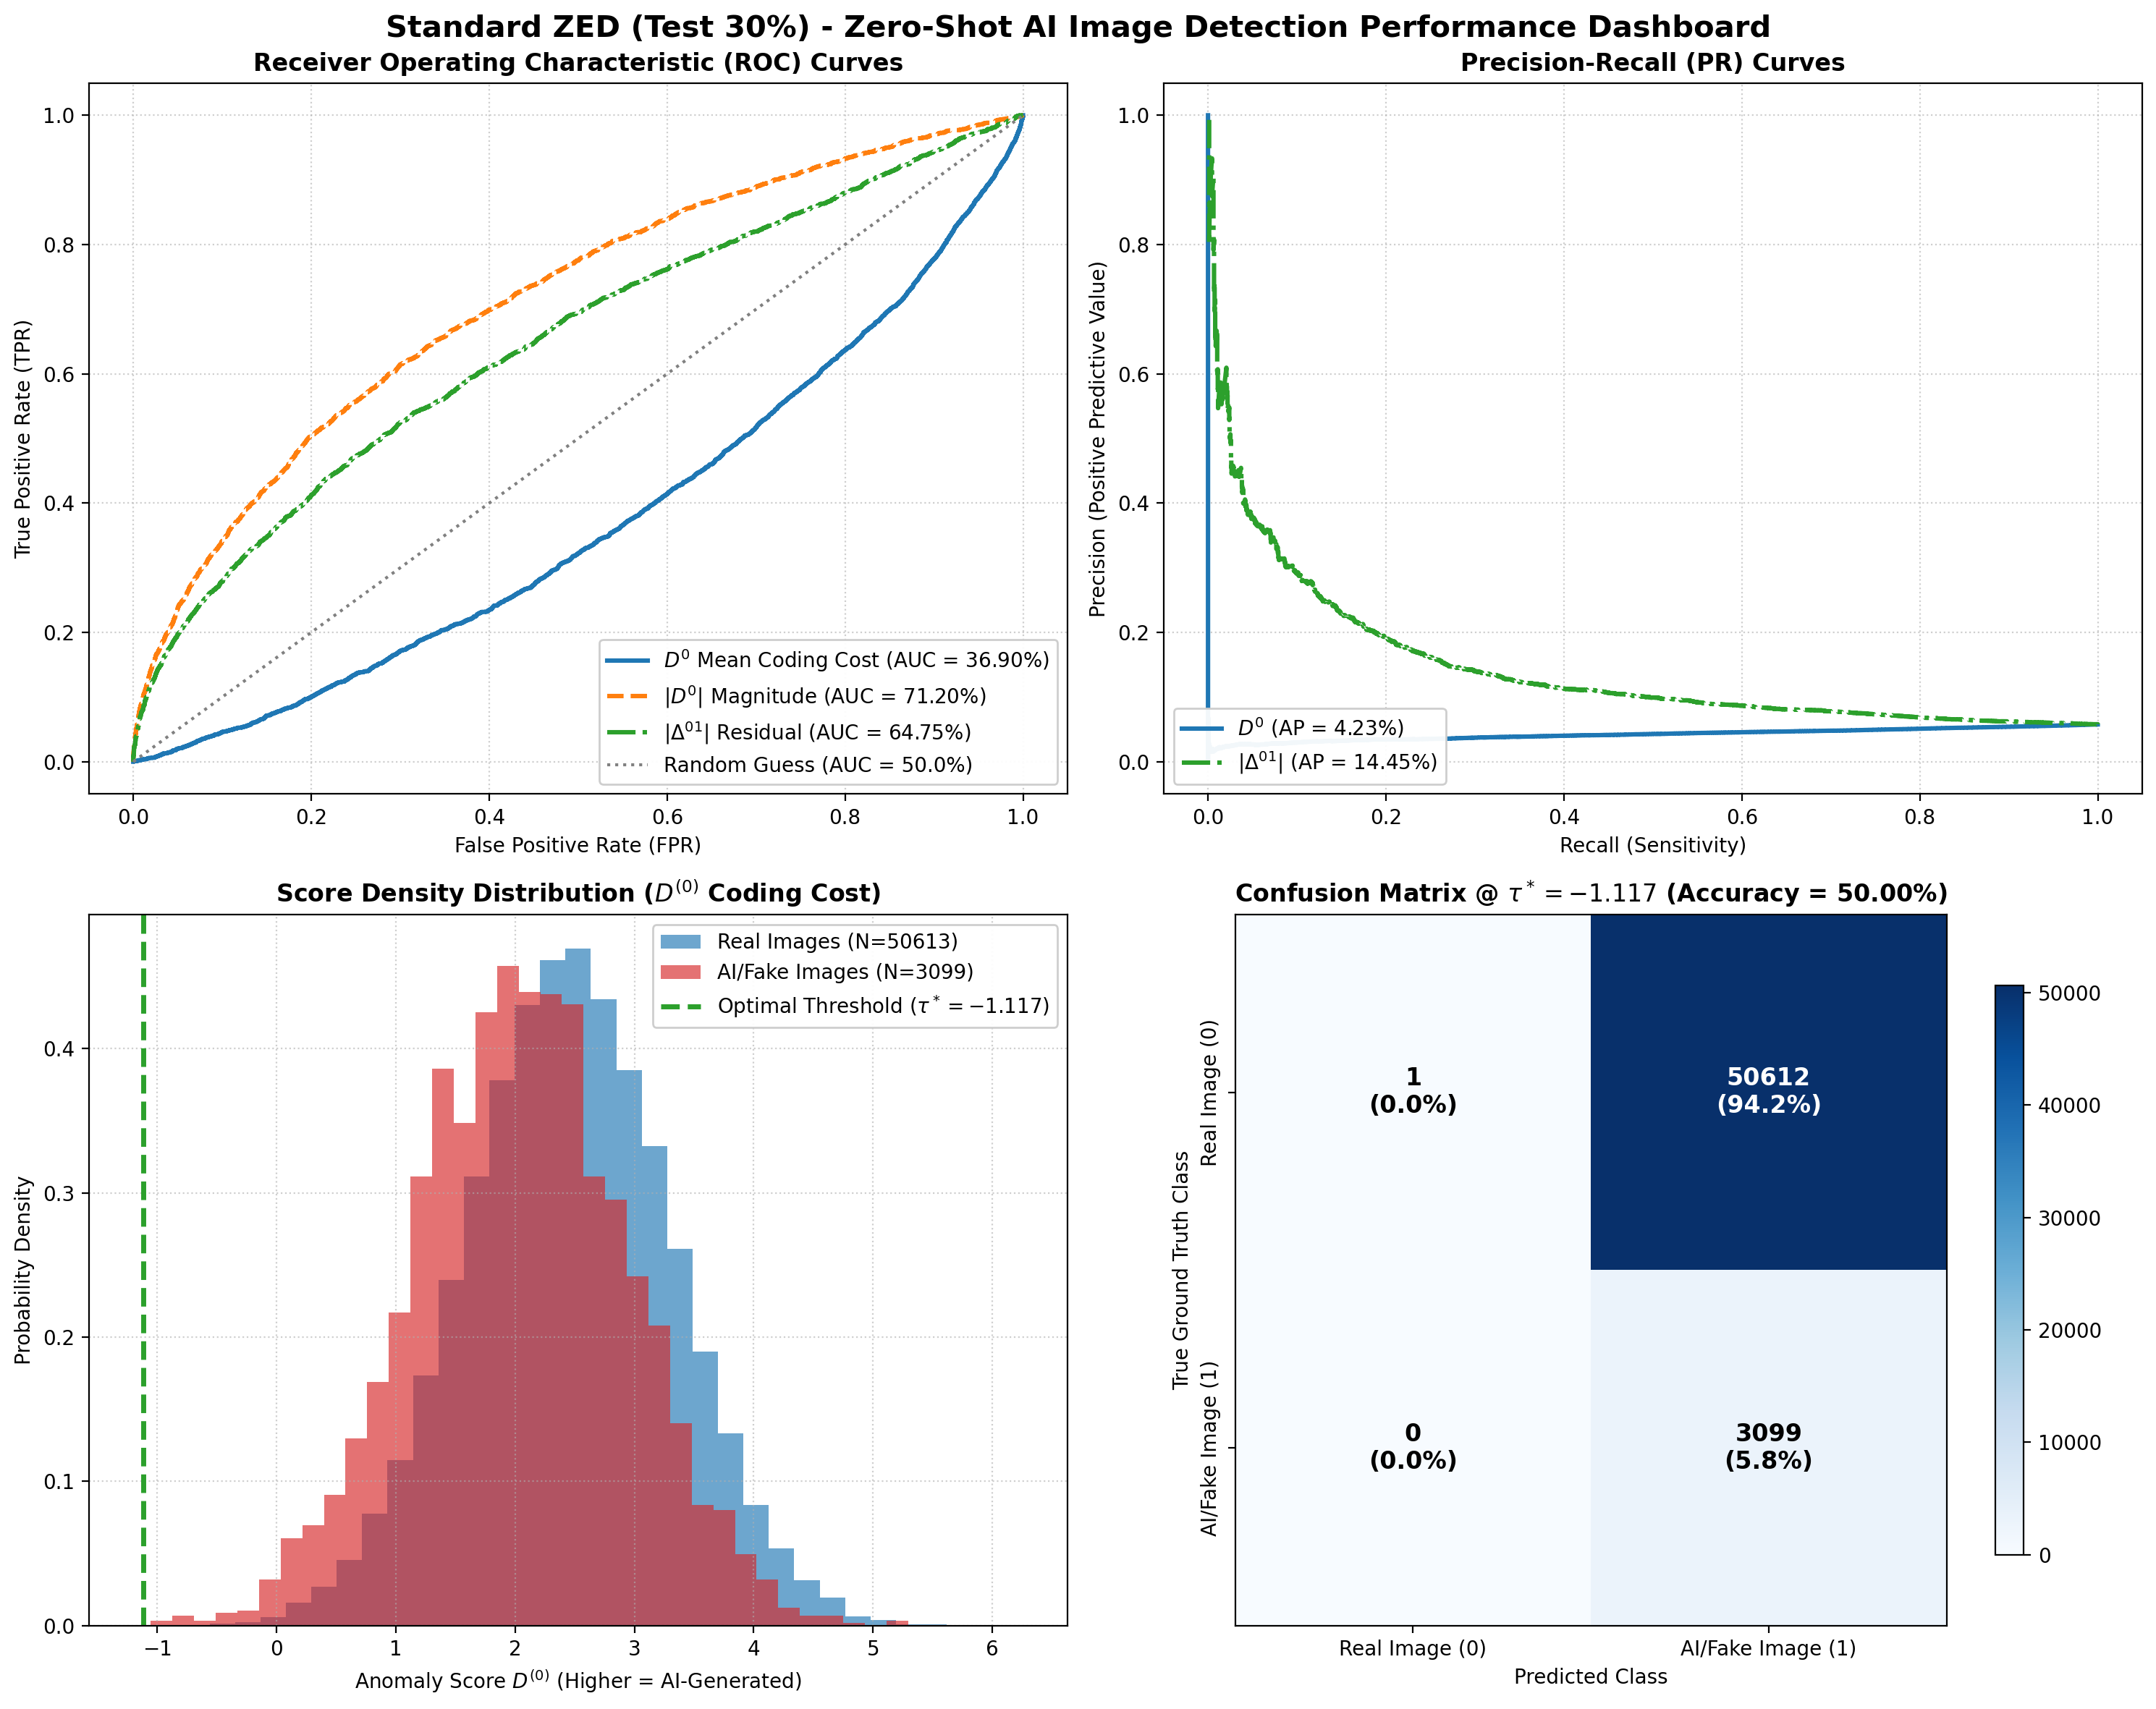 Standard ZED (Test 30%) - Zero-Shot AI Image Detection Performance Dashboard
Receiver Operating Characteristic (ROC) Curves
True Positive Rate (TPR)
1.0
0.8
0.6
0.4
0.2
0.0
D⁰ Mean Coding Cost (AUC = 36.90%)
|D⁰| Magnitude (AUC = 71.20%)
|Δ⁰¹| Residual (AUC = 64.75%)
Random Guess (AUC = 50.0%)
0.0 0.2 0.4 0.6 0.8 1.0
False Positive Rate (FPR)
Precision-Recall (PR) Curves
Precision (Positive Predictive Value)
1.0
0.8
0.6
0.4
0.2
0.0
D⁰ (AP = 4.23%)
|Δ⁰¹| (AP = 14.45%)
0.0 0.2 0.4 0.6 0.8 1.0
Recall (Sensitivity)
Score Density Distribution (D⁽⁰⁾ Coding Cost)
Probability Density
0.4
0.3
0.2
0.1
0.0
Real Images (N=50613)
AI/Fake Images (N=3099)
Optimal Threshold (τ* = −1.117)
−1 0 1 2 3 4 5 6
Anomaly Score D⁽⁰⁾ (Higher = AI-Generated)
Confusion Matrix @ τ* = −1.117 (Accuracy = 50.00%)
True Ground Truth Class
Real Image (0)
AI/Fake Image (1)
1
(0.0%)
50612
(94.2%)
0
(0.0%)
3099
(5.8%)
Real Image (0) AI/Fake Image (1)
Predicted Class
50000
40000
30000
20000
10000
0